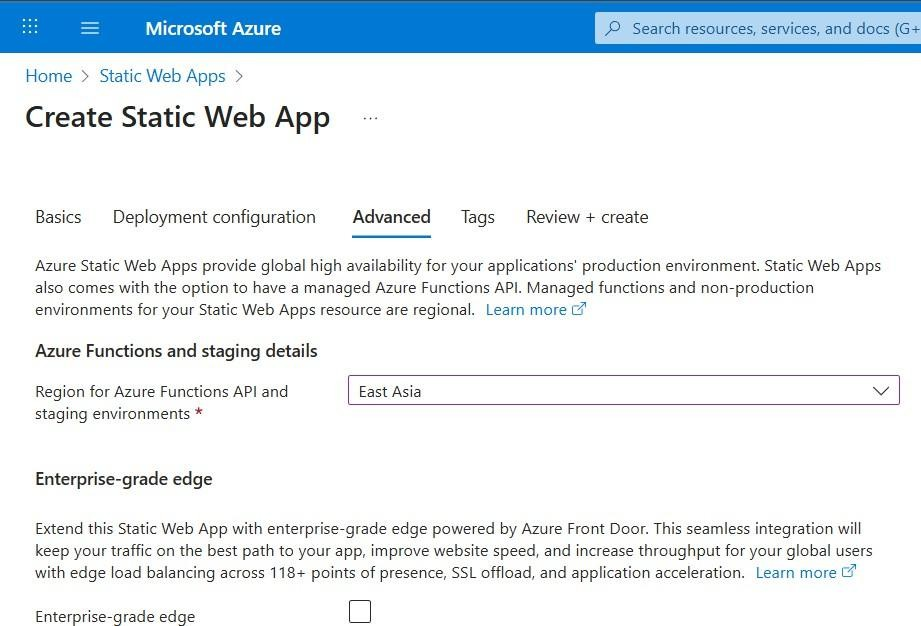 Microsoft Azure
Search resources, services, and docs (G+
Home > Static Web Apps >
Create Static Web App ...
Basics Deployment configuration Advanced Tags Review + create
Azure Static Web Apps provide global high availability for your applications' production environment. Static Web Apps
also comes with the option to have a managed Azure Functions API. Managed functions and non-production
environments for your Static Web Apps resource are regional. Learn more
Azure Functions and staging details
Region for Azure Functions API and
staging environments *
East Asia
Enterprise-grade edge
Extend this Static Web App with enterprise-grade edge powered by Azure Front Door. This seamless integration will
keep your traffic on the best path to your app, improve website speed, and increase throughput for your global users
with edge load balancing across 118+ points of presence, SSL offload, and application acceleration. Learn more
Enterprise-grade edge